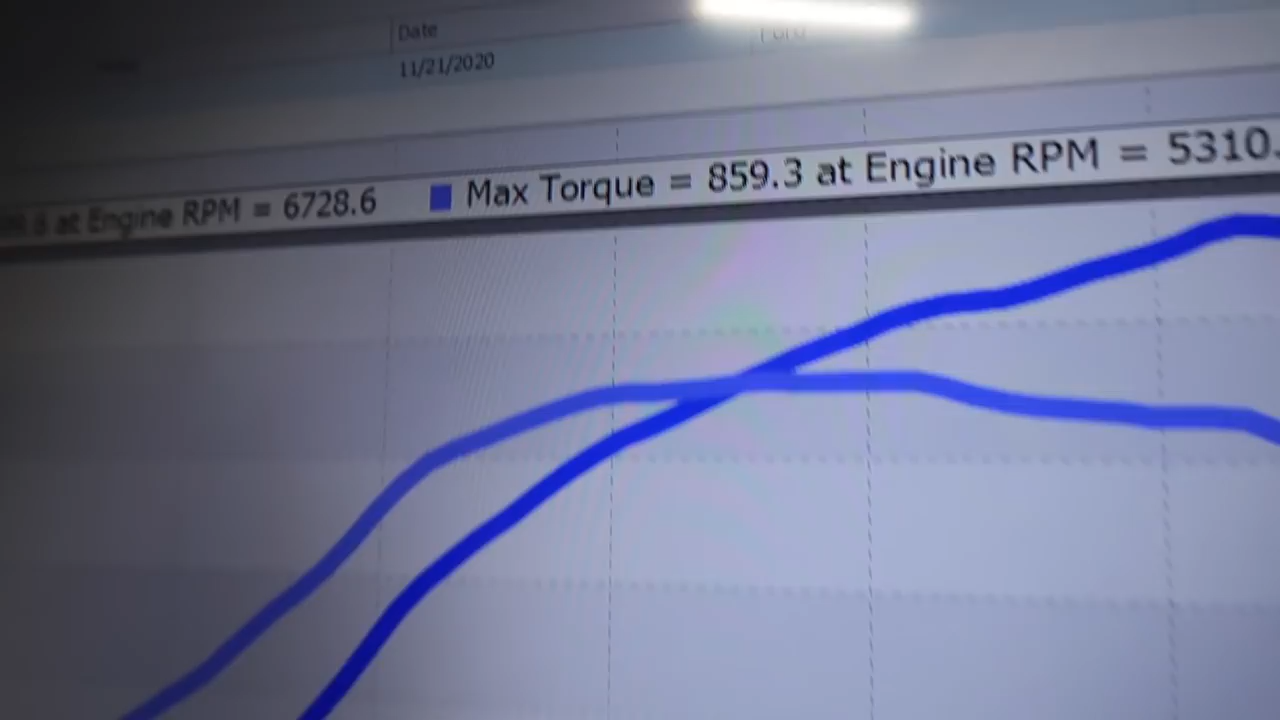 Date
11/21/2020
at Engine RPM = 6728.6
Max Torque = 859.3 at Engine RPM = 5310.